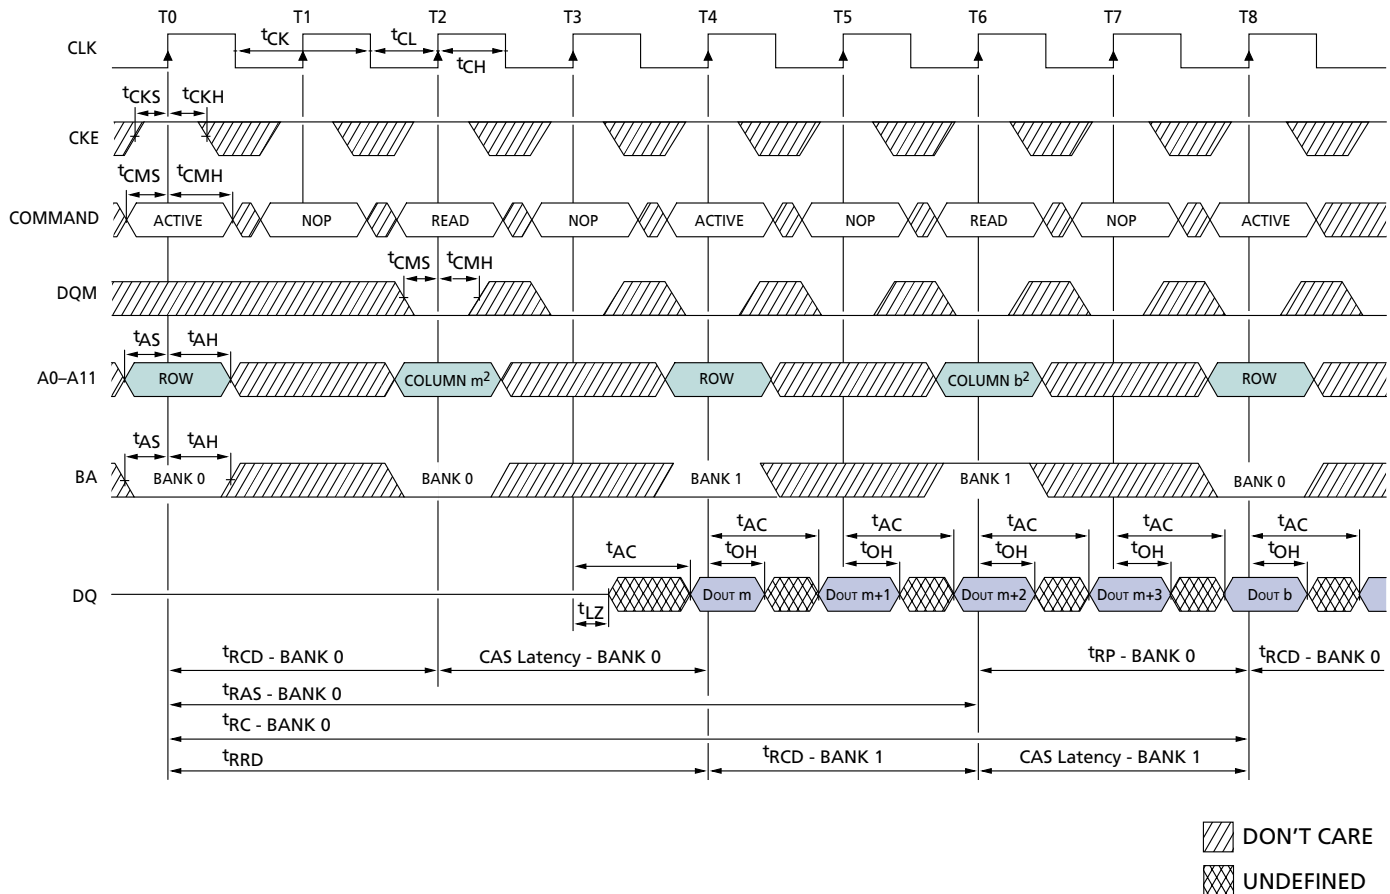 T0 T1 T2 T3 T4 T5 T6 T7 T8
CLK tCK tCL tCH
tCKS tCKH
CKE
tCMS tCMH
COMMAND ACTIVE NOP READ NOP ACTIVE NOP READ NOP ACTIVE
tCMS tCMH
DQM
tAS tAH
A0–A11 ROW COLUMN m² ROW COLUMN b² ROW
tAS tAH
BA BANK 0 BANK 0 BANK 1 BANK 1 BANK 0
tAC tAC tAC tAC tAC
tAC tOH tOH tOH tOH tOH
DQ DOUT m DOUT m+1 DOUT m+2 DOUT m+3 DOUT b
tLZ
tRCD - BANK 0 CAS Latency - BANK 0 tRP - BANK 0 tRCD - BANK 0
tRAS - BANK 0
tRC - BANK 0
tRRD tRCD - BANK 1 CAS Latency - BANK 1
DON'T CARE
UNDEFINED